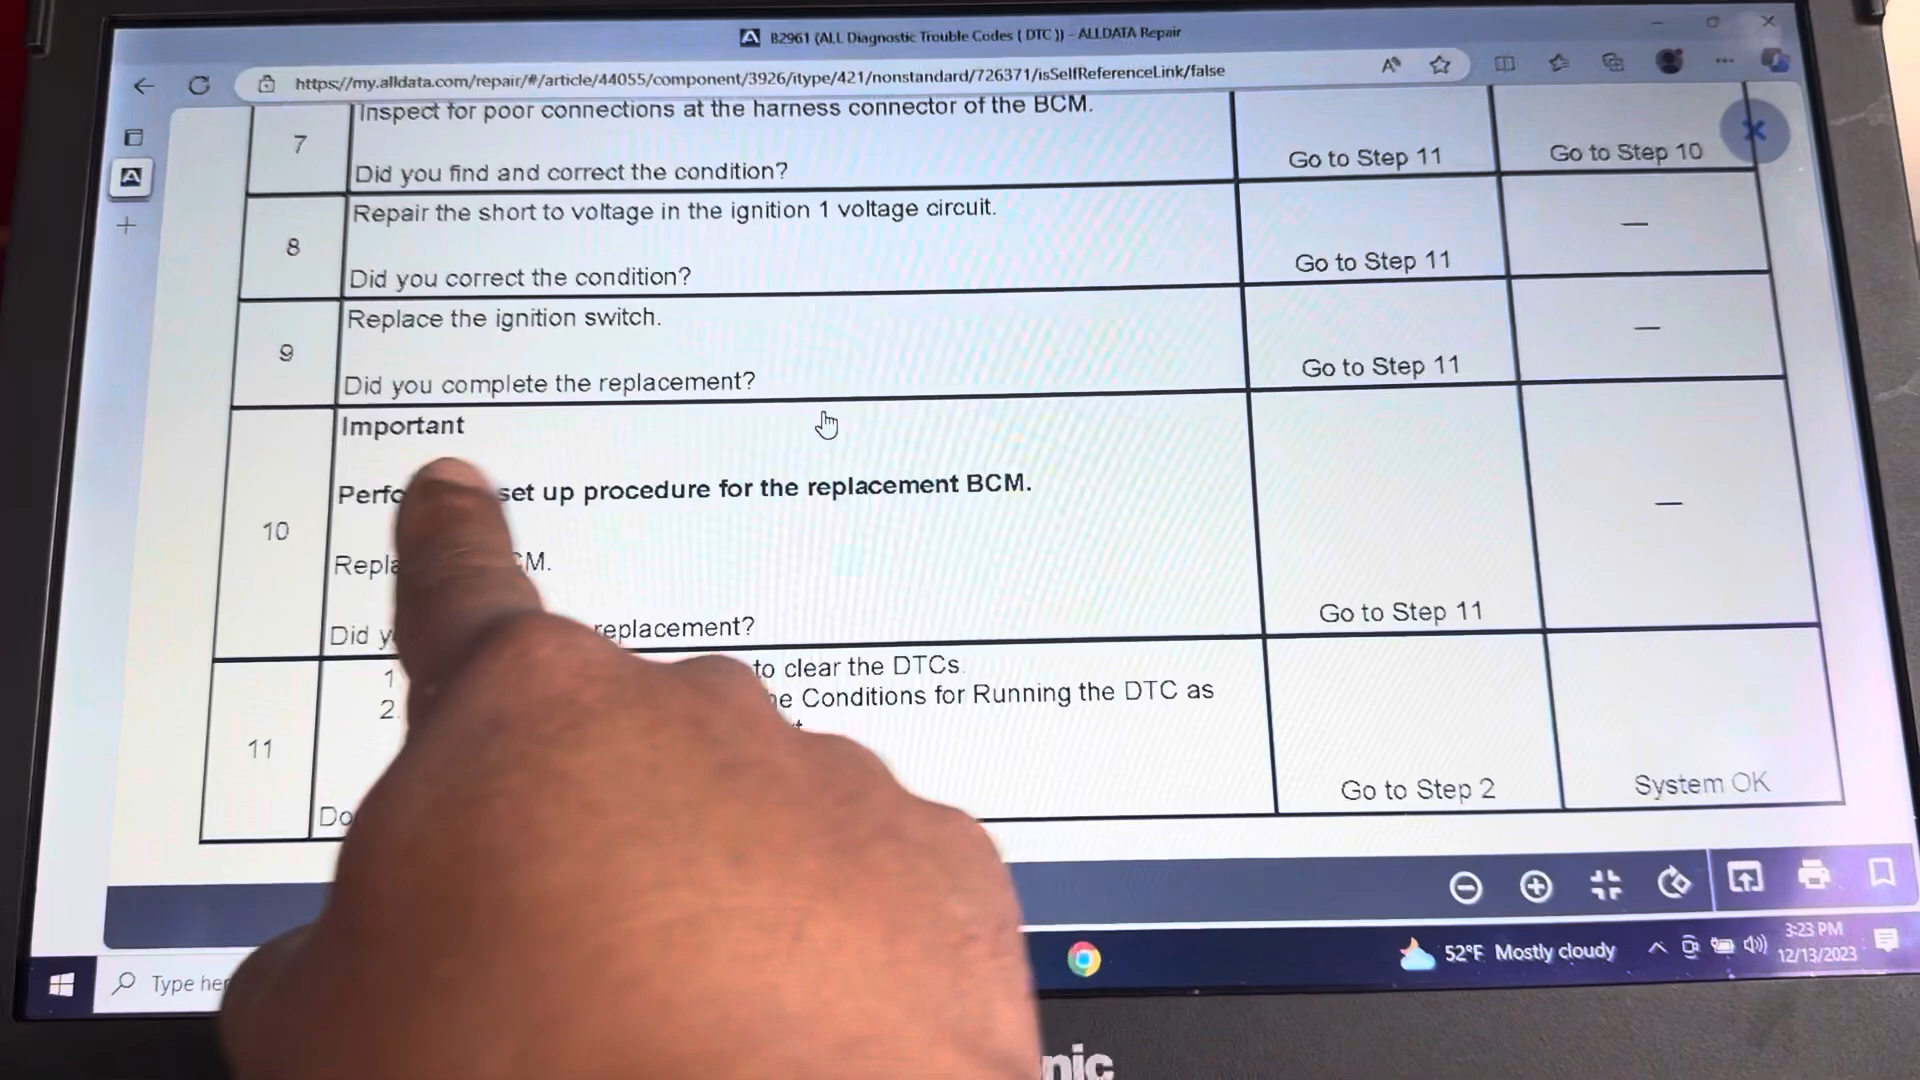 B2961 (ALL Diagnostic Trouble Codes ( DTC )) - ALLDATA Repair
https://my.alldata.com/repair/#/article/44055/component/3926/itype/421/nonstandard/726371/isSelfReferenceLink/false
7
Inspect for poor connections at the harness connector of the BCM.
Did you find and correct the condition?
Go to Step 11
Go to Step 10
8
Repair the short to voltage in the ignition 1 voltage circuit.
Did you correct the condition?
Go to Step 11
—
9
Replace the ignition switch.
Did you complete the replacement?
Go to Step 11
—
10
Important
set up procedure for the replacement BCM.
Did
replacement?
Go to Step 11
—
11
1
to clear the DTCs.
2.
Conditions for Running the DTC as
Do
Go to Step 2
System OK
Type
52°F Mostly cloudy
3:23 PM
12/13/2023